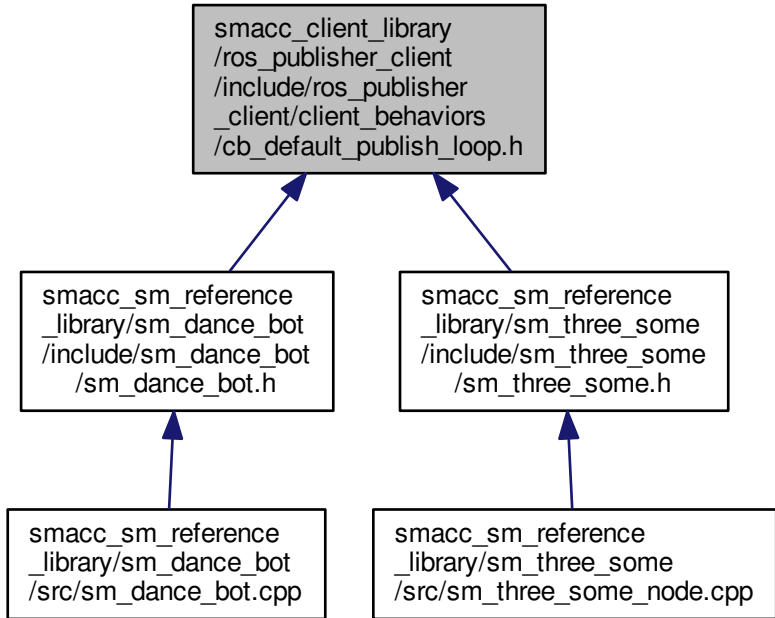 smacc_client_library
/ros_publisher_client
/include/ros_publisher
_client/client_behaviors
/cb_default_publish_loop.h
smacc_sm_reference
_library/sm_dance_bot
/include/sm_dance_bot
/sm_dance_bot.h
smacc_sm_reference
_library/sm_three_some
/include/sm_three_some
/sm_three_some.h
smacc_sm_reference
_library/sm_dance_bot
/src/sm_dance_bot.cpp
smacc_sm_reference
_library/sm_three_some
/src/sm_three_some_node.cpp